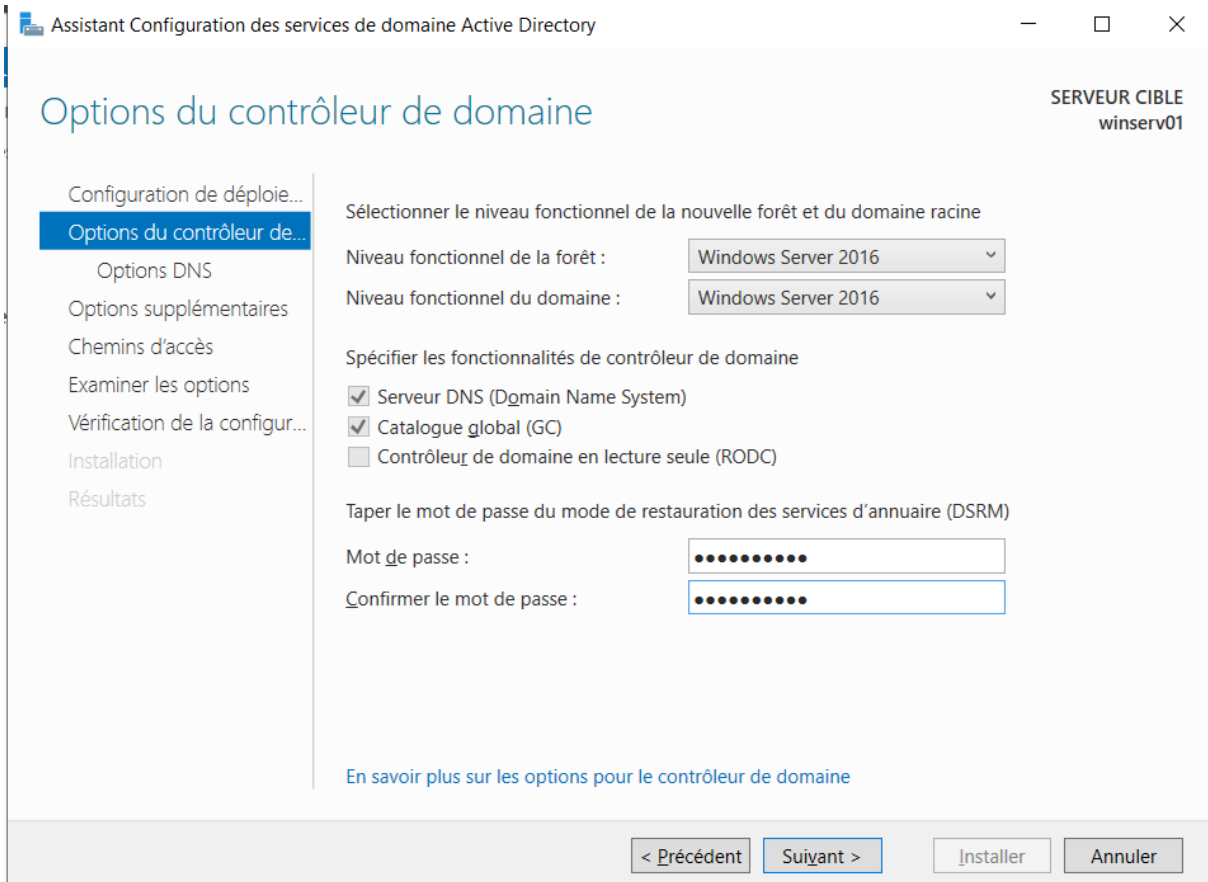 Assistant Configuration des services de domaine Active Directory
Options du contrôleur de domaine
SERVEUR CIBLE
winserv01
Configuration de déploie...
Options du contrôleur de...
Options DNS
Options supplémentaires
Chemins d’accès
Examiner les options
Vérification de la configur...
Installation
Résultats
Sélectionner le niveau fonctionnel de la nouvelle forêt et du domaine racine
Niveau fonctionnel de la forêt : Windows Server 2016
Niveau fonctionnel du domaine : Windows Server 2016
Spécifier les fonctionnalités de contrôleur de domaine
Serveur DNS (Domain Name System)
Catalogue global (GC)
Contrôleur de domaine en lecture seule (RODC)
Taper le mot de passe du mode de restauration des services d’annuaire (DSRM)
Mot de passe : ●●●●●●●●●●
Confirmer le mot de passe : ●●●●●●●●●●
En savoir plus sur les options pour le contrôleur de domaine
< Précédent Suivant > Installer Annuler